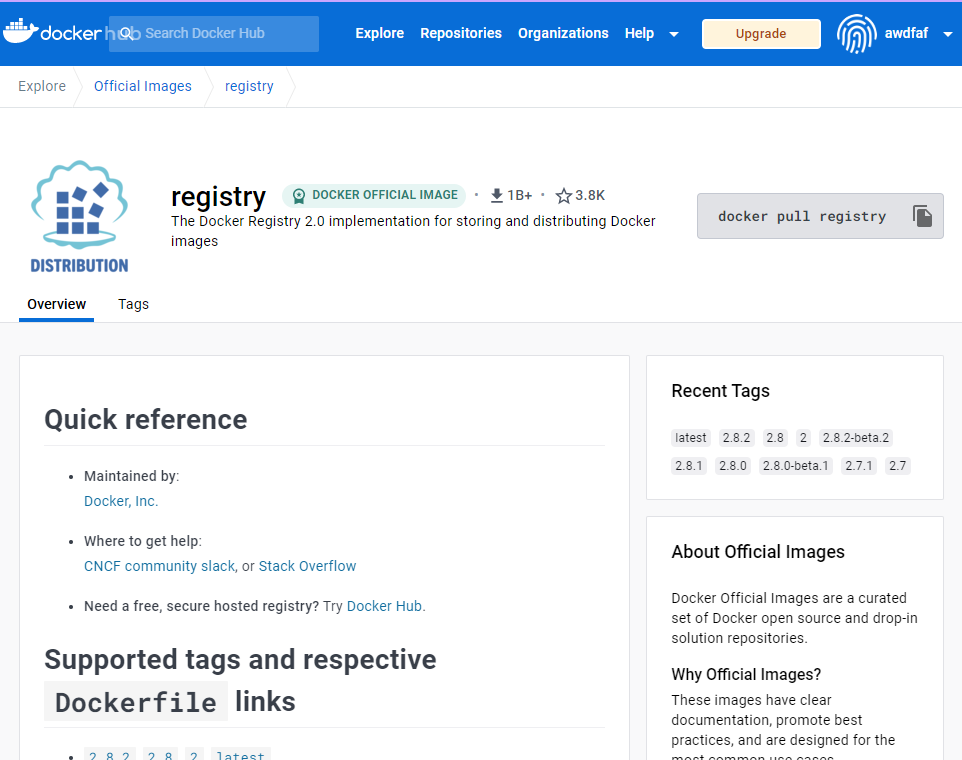 docker hub Search Docker Hub Explore Repositories Organizations Help Upgrade awdfaf
Explore Official Images registry
registry DOCKER OFFICIAL IMAGE • 1B+ • 3.8K
The Docker Registry 2.0 implementation for storing and distributing Docker
images
docker pull registry
DISTRIBUTION
Overview Tags
Quick reference
• Maintained by:
Docker, Inc.
• Where to get help:
CNCF community slack, or Stack Overflow
• Need a free, secure hosted registry? Try Docker Hub.
Supported tags and respective
Dockerfile links
• 2.8.2 2.8 2 latest
Recent Tags
latest 2.8.2 2.8 2 2.8.2-beta.2
2.8.1 2.8.0 2.8.0-beta.1 2.7.1 2.7
About Official Images
Docker Official Images are a curated
set of Docker open source and drop-in
solution repositories.
Why Official Images?
These images have clear
documentation, promote best
practices, and are designed for the
most common use cases.